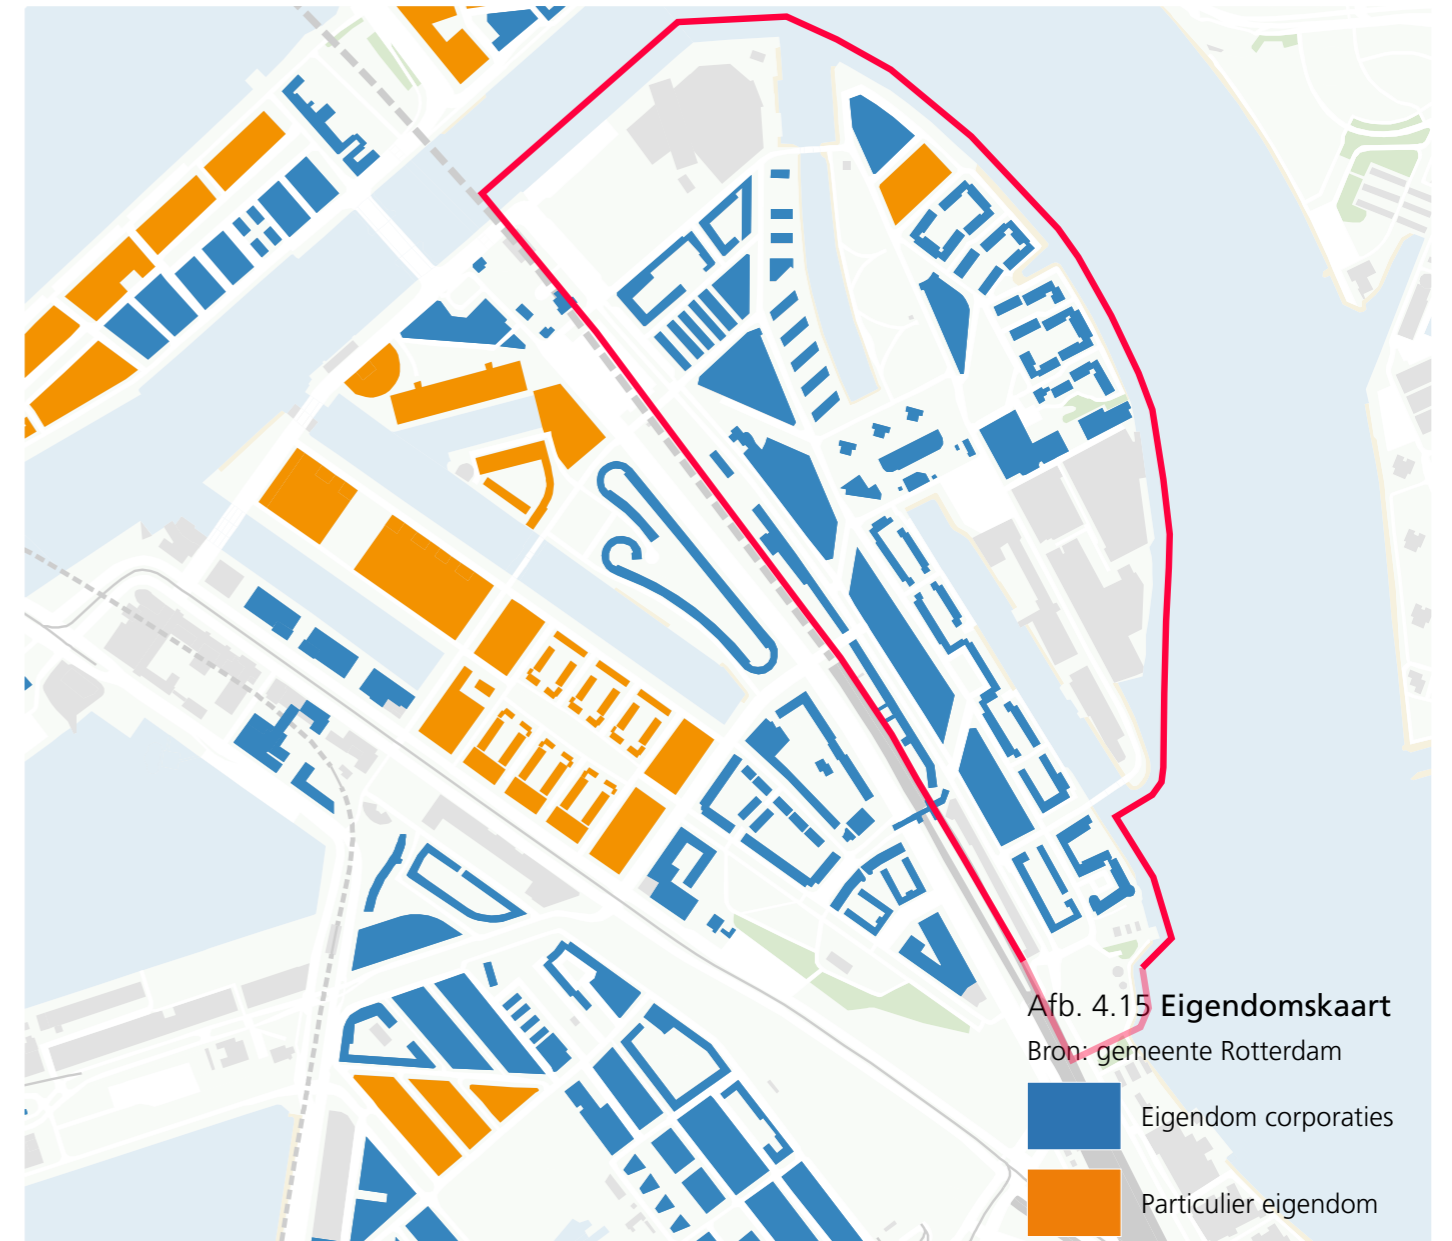 Afb. 4.15 Eigendomskaart
Bron: gemeente Rotterdam
Eigendom corporaties
Particulier eigendom